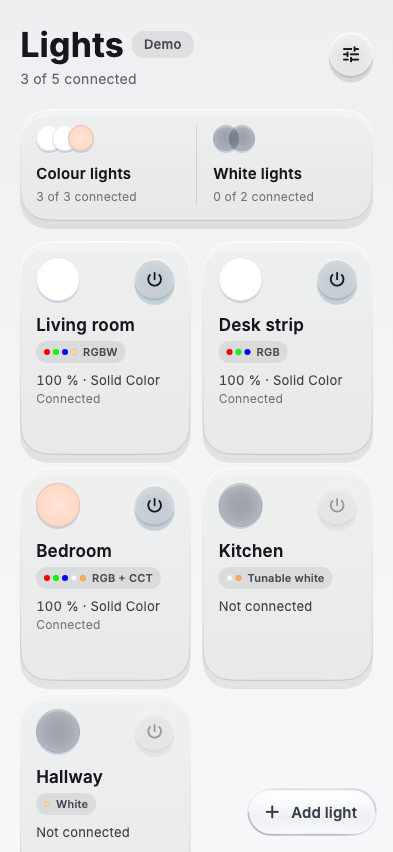 Lights Demo
3 of 5 connected
Colour lights
3 of 3 connected
White lights
0 of 2 connected
Living room
RGBW
100 % · Solid Color
Connected
Desk strip
RGB
100 % · Solid Color
Connected
Bedroom
RGB + CCT
100 % · Solid Color
Connected
Kitchen
Tunable white
Not connected
Hallway
White
Not connected
Add light